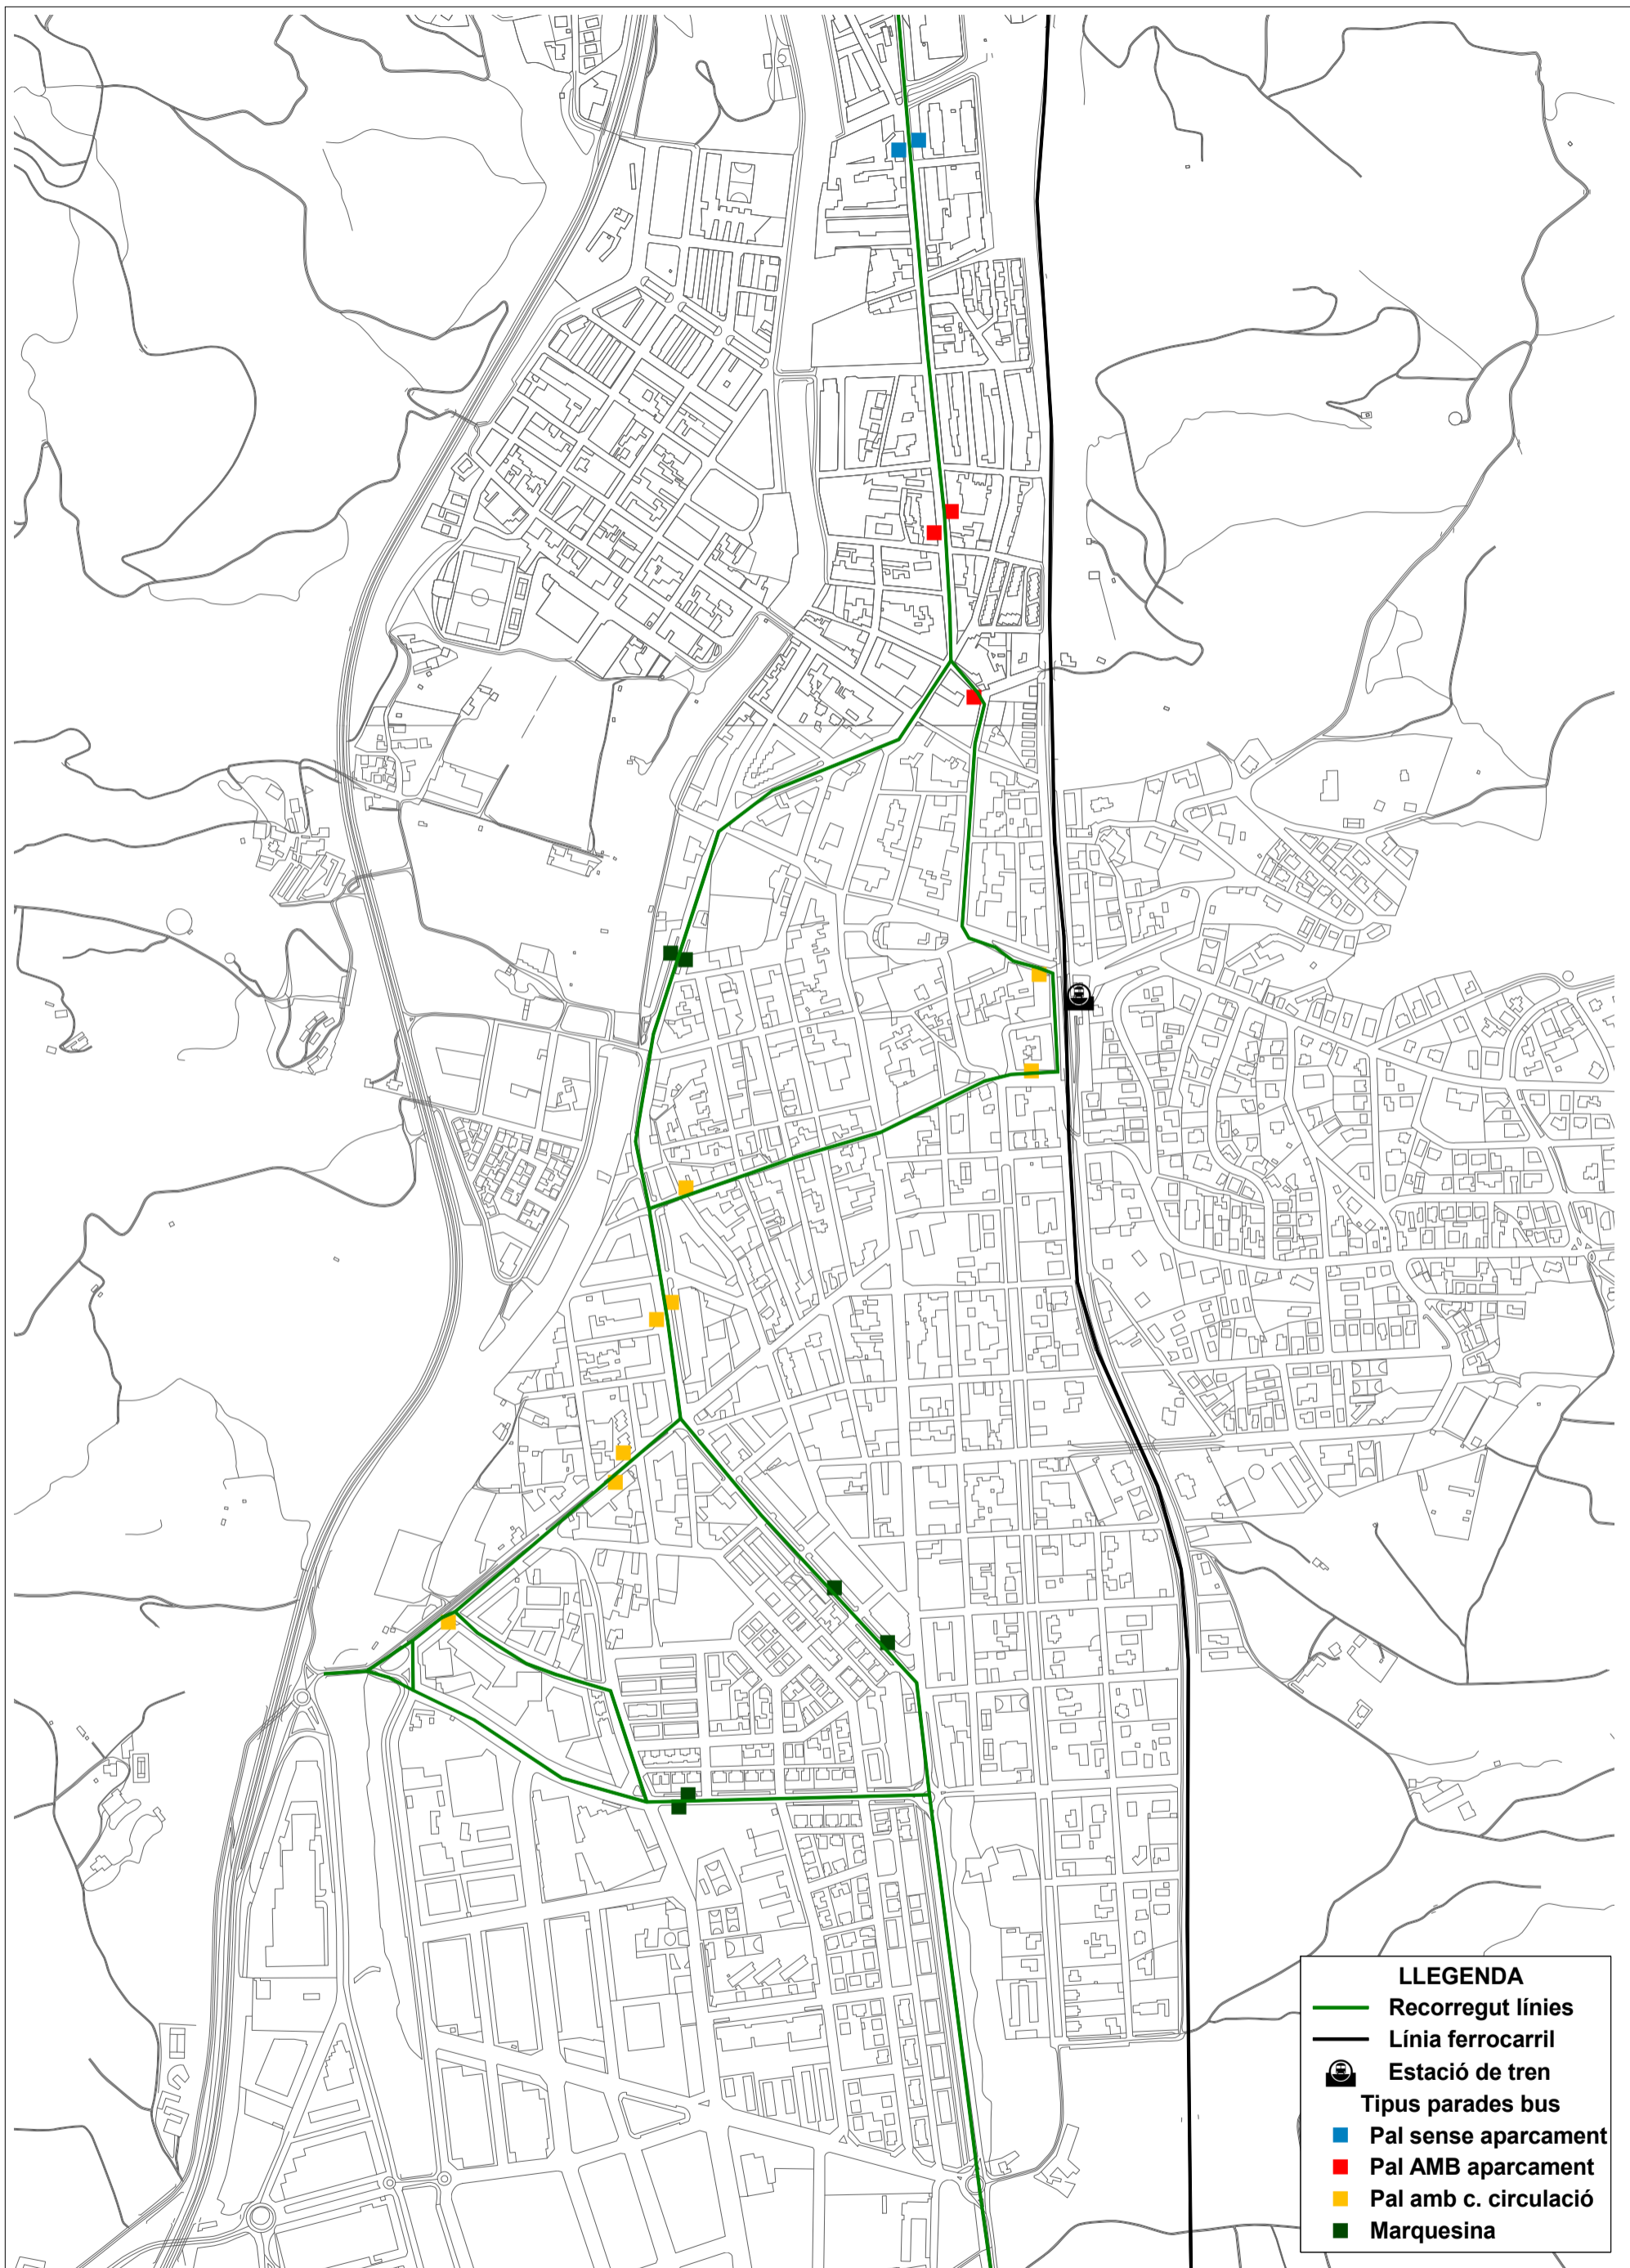 LLEGENDA
Recorregut línies
Línia ferrocarril
Estació de tren
Tipus parades bus
Pal sense aparcament
Pal AMB aparcament
Pal amb c. circulació
Marquesina